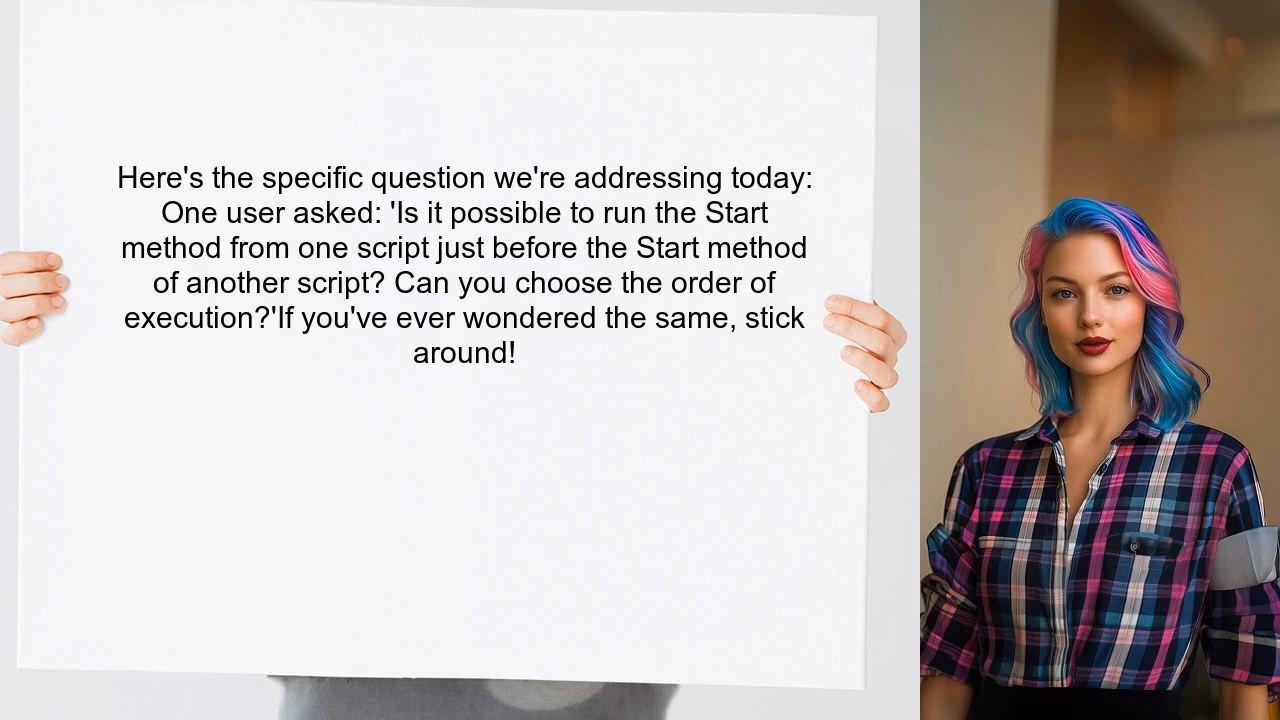 Here's the specific question we're addressing today:
One user asked: 'Is it possible to run the Start
method from one script just before the Start method
of another script? Can you choose the order of
execution?'If you've ever wondered the same, stick
around!